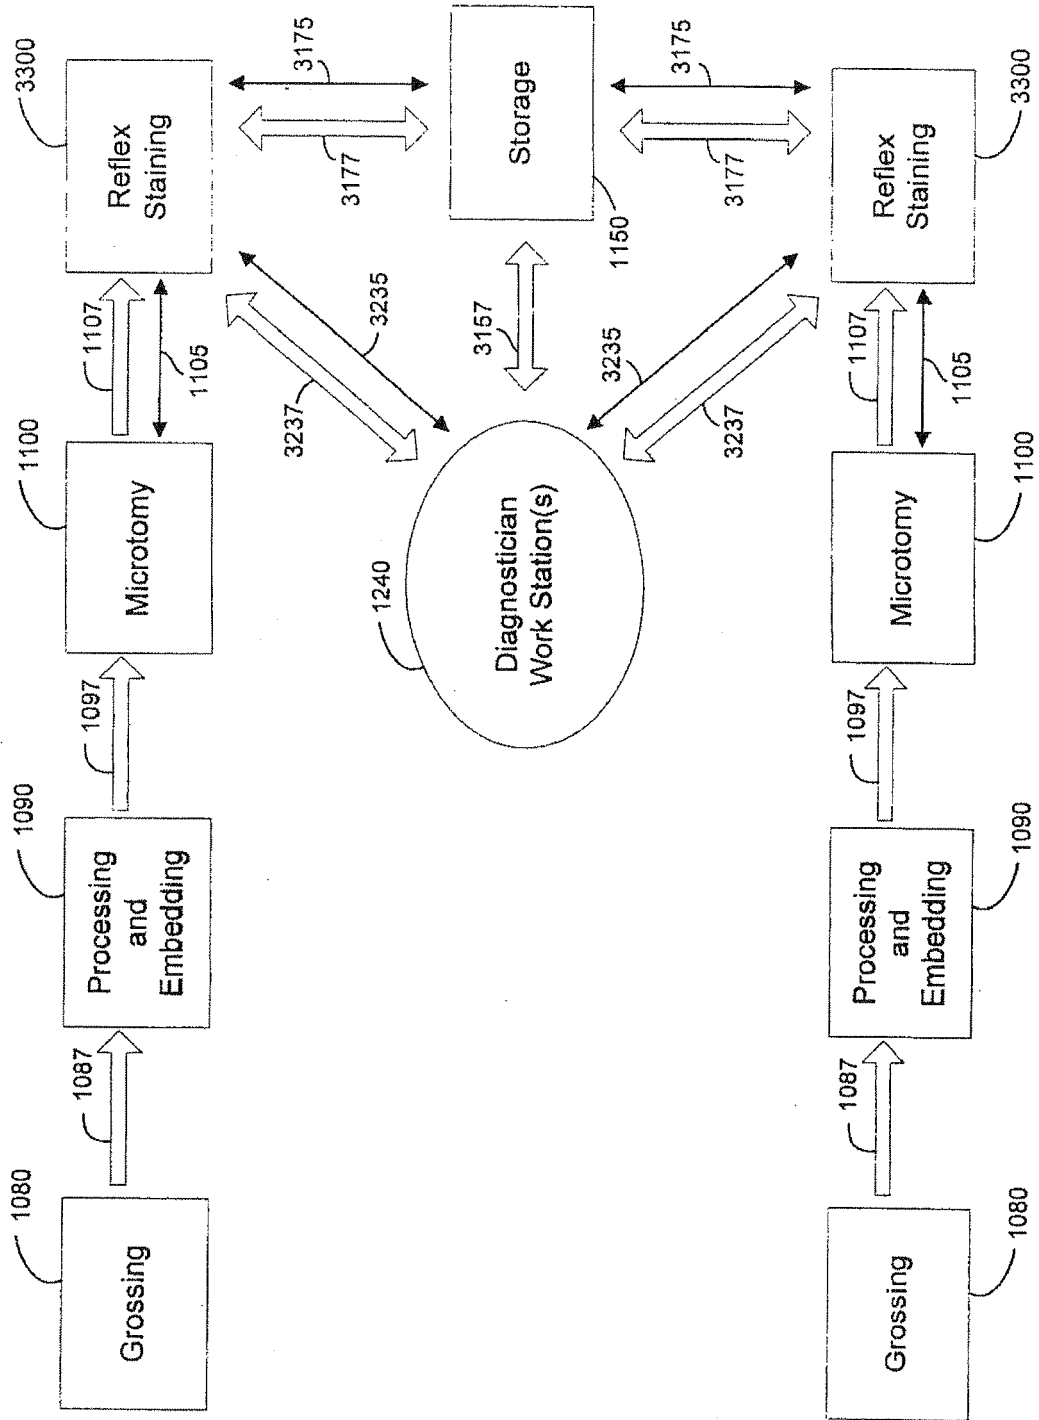 1080
Grossing
1087
1090
Processing
and
Embedding
1097
1100
Microtomy
1107
1105
3300
Reflex
Staining
3237
3235
3177
3175
1240
Diagnostician
Work Station(s)
3157
Storage
1150
3235
3237
3177
3175
Grossing
1080
1087
Processing
and
Embedding
1090
1097
Microtomy
1100
1107
1105
Reflex
Staining
3300